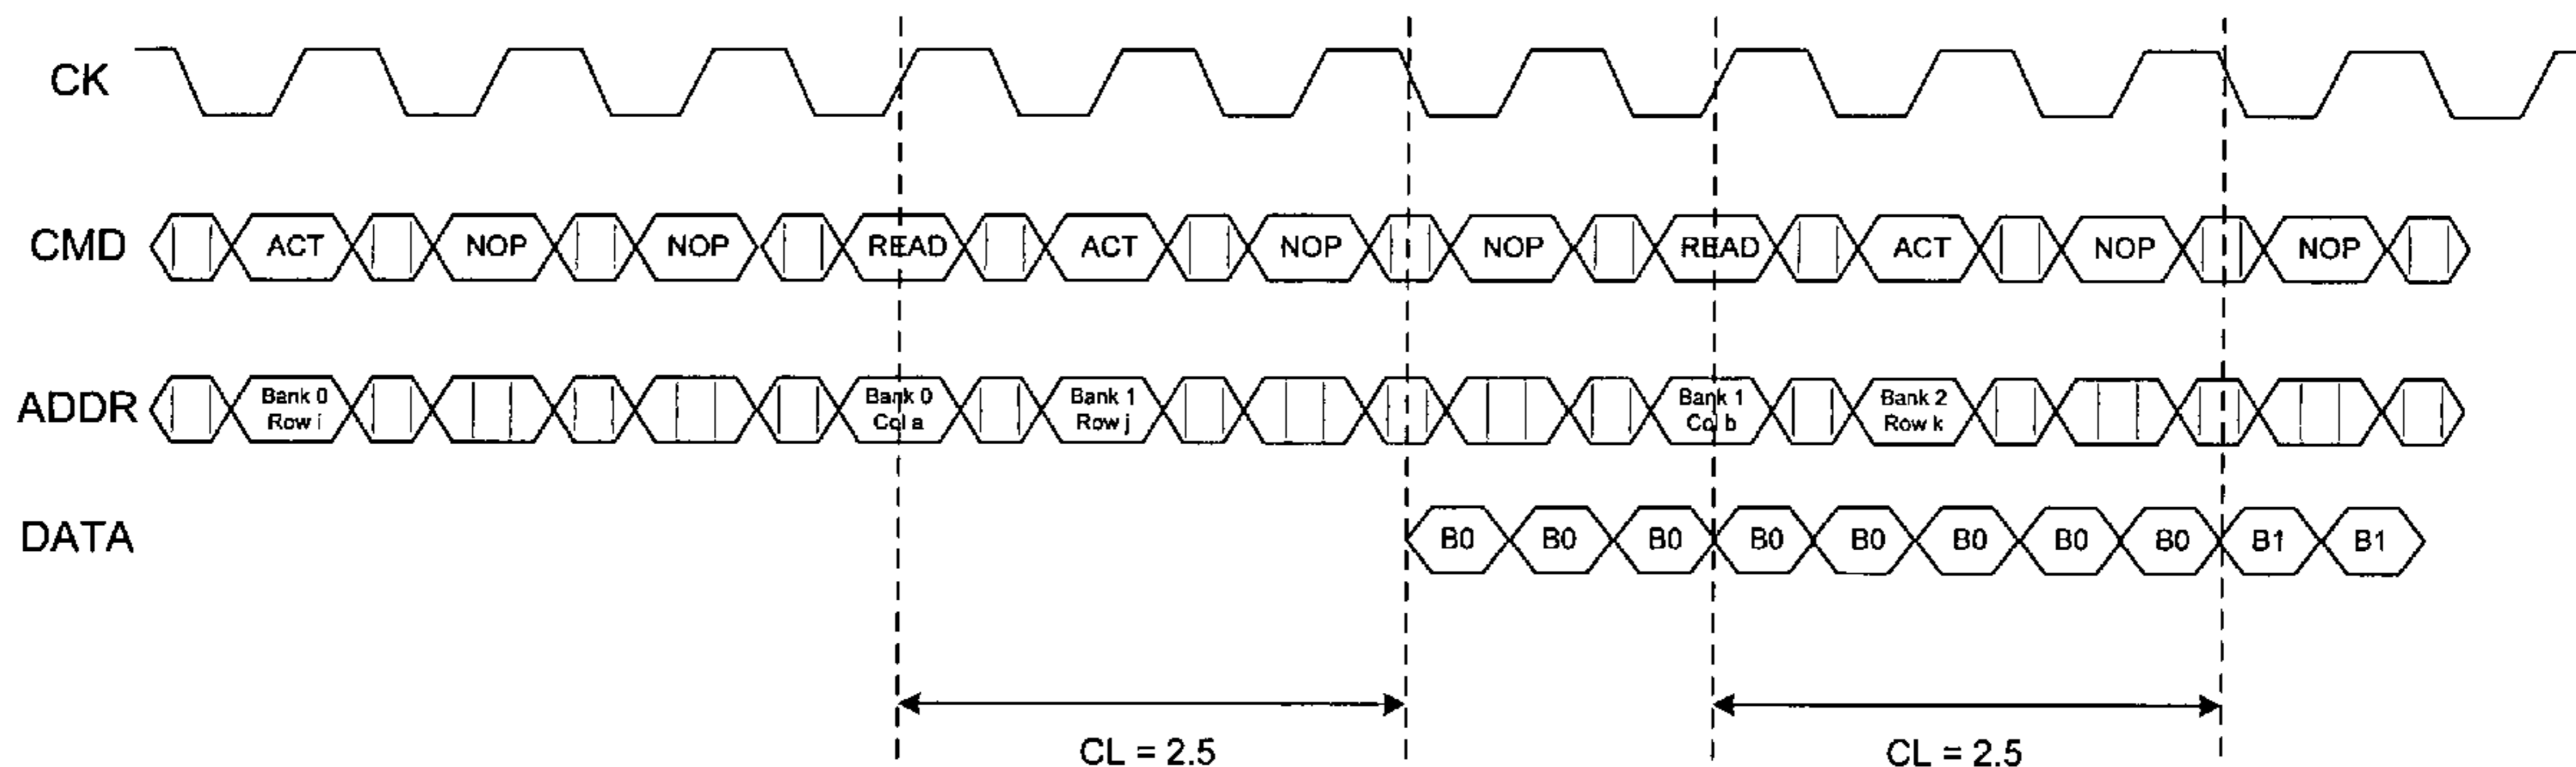 CK
CMD ACT NOP NOP READ ACT NOP NOP READ ACT NOP NOP
ADDR Bank 0 Row i Bank 0 Col a Bank 1 Row j Bank 1 Col b Bank 2 Row k
DATA B0 B0 B0 B0 B0 B0 B0 B0 B1 B1
CL = 2.5 CL = 2.5